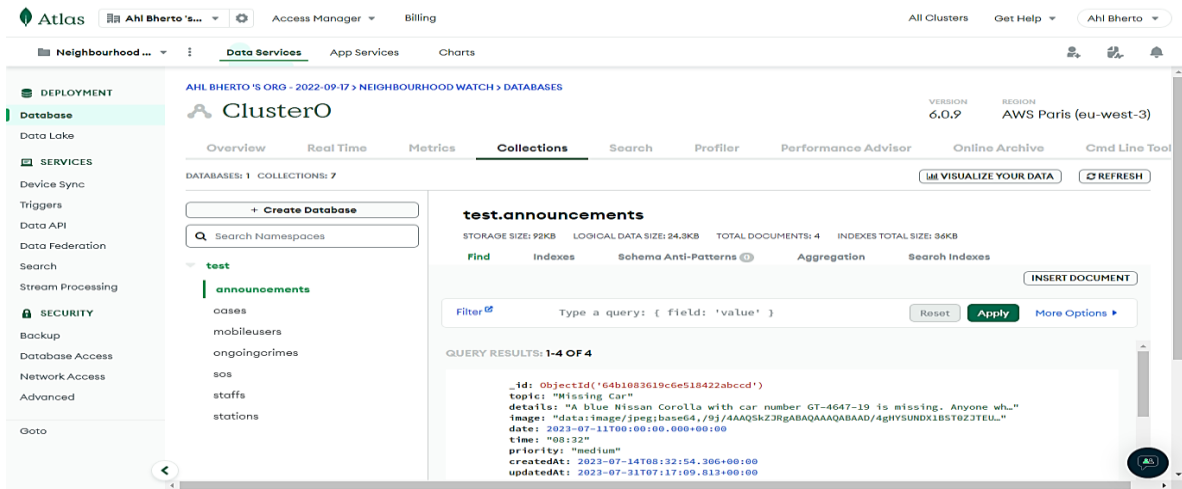 Atlas
Ahl Bherto 's...
Access Manager
Billing
All Clusters
Get Help
Ahl Bherto
Neighbourhood ...
Data Services
App Services
Charts
DEPLOYMENT
Database
Data Lake
SERVICES
Device Sync
Triggers
Data API
Data Federation
Search
Stream Processing
SECURITY
Backup
Database Access
Network Access
Advanced
Goto
AHL BHERTO 'S ORG - 2022-09-17 > NEIGHBOURHOOD WATCH > DATABASES
Cluster0
VERSION
6.0.9
REGION
AWS Paris (eu-west-3)
Overview
Real Time
Metrics
Collections
Search
Profiler
Performance Advisor
Online Archive
Cmd Line Tool
DATABASES: 1 COLLECTIONS: 7
VISUALIZE YOUR DATA
REFRESH
+ Create Database
Search Namespaces
test
announcements
cases
mobileusers
ongoingcrimes
sos
staffs
stations
test.announcements
STORAGE SIZE: 92KB LOGICAL DATA SIZE: 24.3KB TOTAL DOCUMENTS: 4 INDEXES TOTAL SIZE: 36KB
Find
Indexes
Schema Anti-Patterns 0
Aggregation
Search Indexes
INSERT DOCUMENT
Filter
Type a query: { field: 'value' }
Reset
Apply
More Options
QUERY RESULTS: 1-4 OF 4
_id: ObjectId('64b1083619c6e518422abccd')
topic: "Missing Car"
details: "A blue Nissan Corolla with car number GT-4647-19 is missing. Anyone wh…"
image: "data:image/jpeg;base64,/9j/4AAQSkZJRgABAQAAAQABAAD/4gHYSUNDX1BST0ZJTEU…"
date: 2023-07-11T00:00:00.000+00:00
time: "08:32"
priority: "medium"
createdAt: 2023-07-14T08:32:54.306+00:00
updatedAt: 2023-07-31T07:17:09.813+00:00